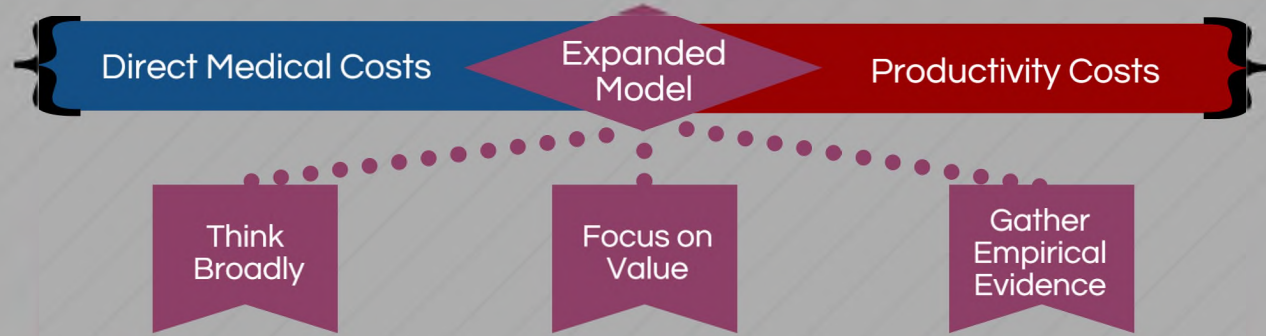 Direct Medical Costs
Expanded
Model
Productivity Costs
Think
Broadly
Focus on
Value
Gather
Empirical
Evidence